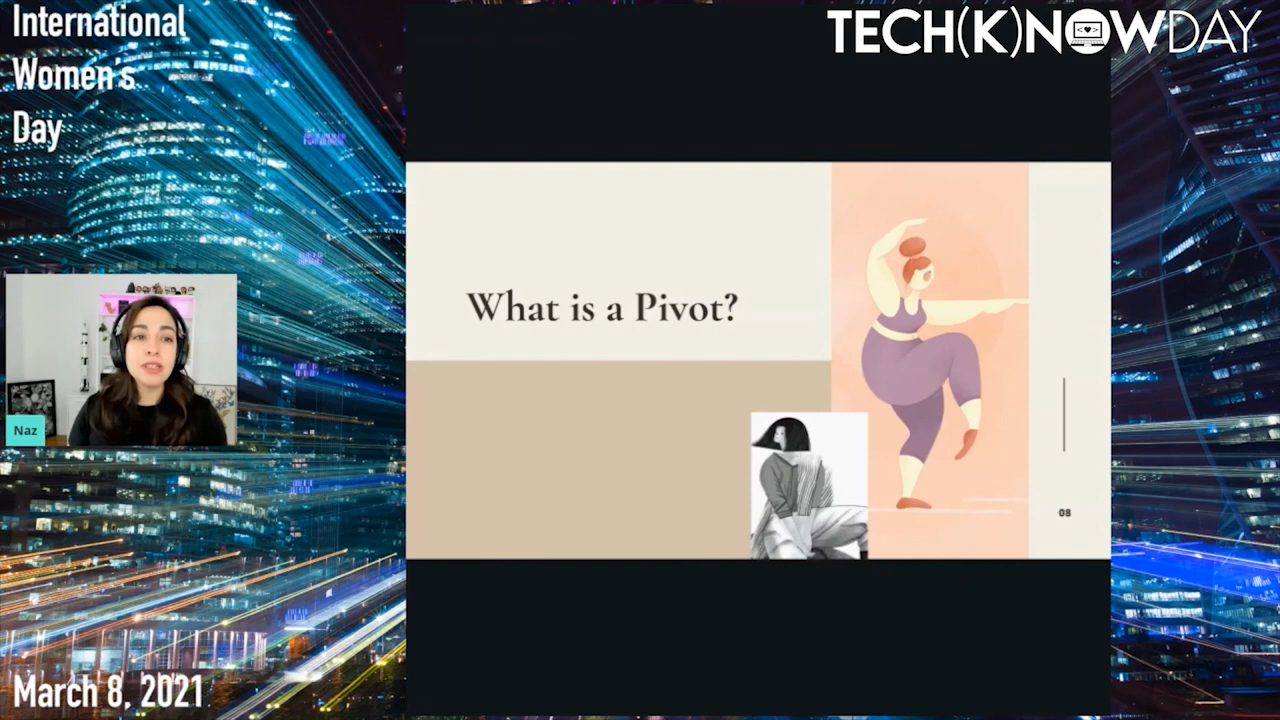 International
Women's
Day
TECH(K)NOWDAY
What is a Pivot?
Naz
08
March 8, 2021